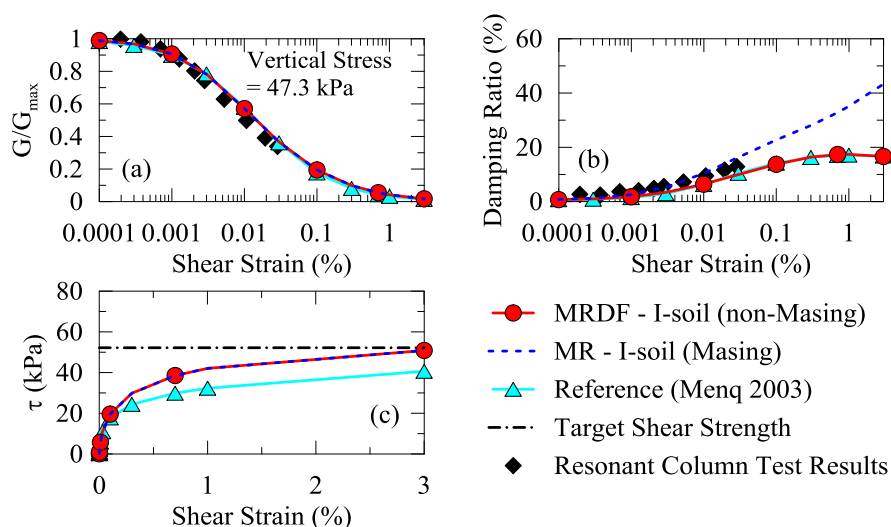 1
0.8
0.6
0.4
0.2
0
G/Gmax
Vertical Stress
= 47.3 kPa
(a)
0.0001 0.001 0.01 0.1 1
Shear Strain (%)
60
40
20
0
Damping Ratio (%)
(b)
0.0001 0.001 0.01 0.1 1
Shear Strain (%)
80
60
40
20
0
τ (kPa)
(c)
0 1 2 3
Shear Strain (%)
MRDF - I-soil (non-Masing)
MR - I-soil (Masing)
Reference (Menq 2003)
Target Shear Strength
Resonant Column Test Results